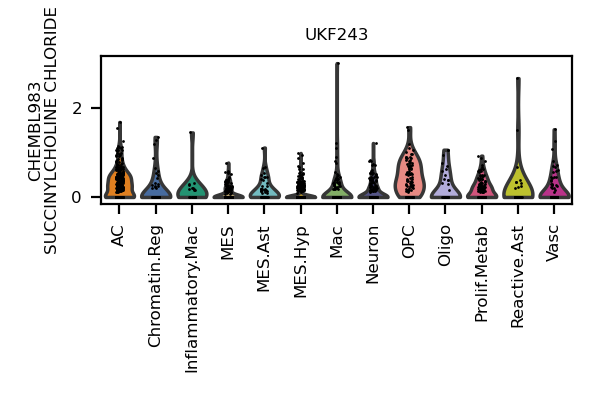 UKF243
CHEMBL983
SUCCINYLCHOLINE CHLORIDE
2
0
AC
Chromatin.Reg
Inflammatory.Mac
MES
MES.Ast
MES.Hyp
Mac
Neuron
OPC
Oligo
Prolif.Metab
Reactive.Ast
Vasc